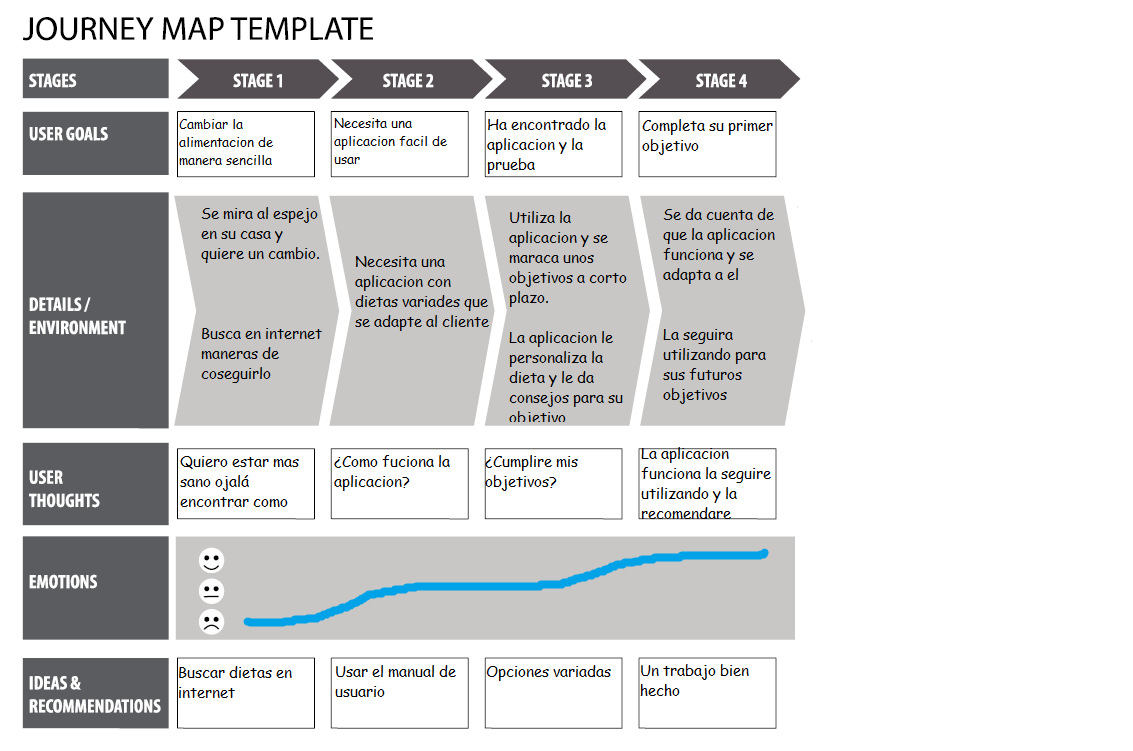 JOURNEY MAP TEMPLATE
STAGES
STAGE 1
STAGE 2
STAGE 3
STAGE 4
USER GOALS
Cambiar la
alimentacion de
manera sencilla
Necesita una
aplicacion facil de
usar
Ha encontrado la
aplicacion y la
prueba
Completa su primer
objetivo
DETAILS /
ENVIRONMENT
Se mira al espejo
en su casa y
quiere un cambio.
Busca en internet
maneras de
coseguirlo
Necesita una
aplicacion con
dietas variades que
se adapte al cliente
Utiliza la
aplicacion y se
maraca unos
objetivos a corto
plazo.
La aplicacion le
personaliza la
dieta y le da
consejos para su
objetivo
Se da cuenta de
que la aplicacion
funciona y se
adapta a el
La seguira
utilizando para
sus futuros
objetivos
USER
THOUGHTS
Quiero estar mas
sano ojalá
encontrar como
¿Como fuciona la
aplicacion?
¿Cumplire mis
objetivos?
La aplicacion
funciona la seguire
utilizando y la
recomendare
EMOTIONS
IDEAS &
RECOMMENDATIONS
Buscar dietas en
internet
Usar el manual de
usuario
Opciones variadas
Un trabajo bien
hecho